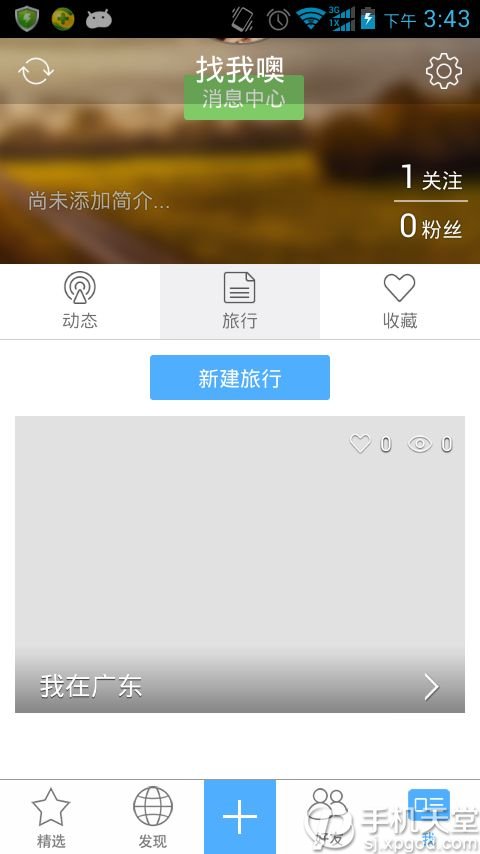 3G
1X
下午 3:43
找我噢
消息中心
尚未添加简介...
1 关注
0 粉丝
动态
旅行
收藏
新建旅行
0 0
我在广东
精选
发现
好友
我
手机天堂
sj.xpgod.com